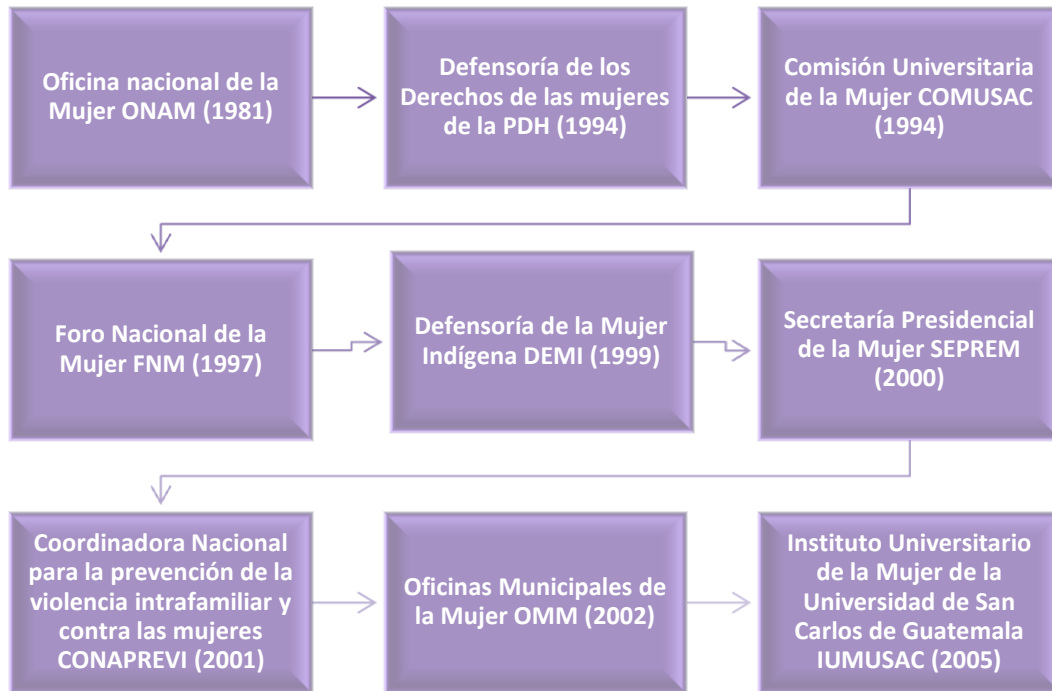 Oficina nacional de la
Mujer ONAM (1981)
Defensoría de los
Derechos de las mujeres
de la PDH (1994)
Comisión Universitaria
de la Mujer COMUSAC
(1994)
Foro Nacional de la
Mujer FNM (1997)
Defensoría de la Mujer
Indígena DEMI (1999)
Secretaría Presidencial
de la Mujer SEPREM
(2000)
Coordinadora Nacional
para la prevención de la
violencia intrafamiliar y
contra las mujeres
CONAPREVI (2001)
Oficinas Municipales de
la Mujer OMM (2002)
Instituto Universitario
de la Mujer de la
Universidad de San
Carlos de Guatemala
IUMUSAC (2005)